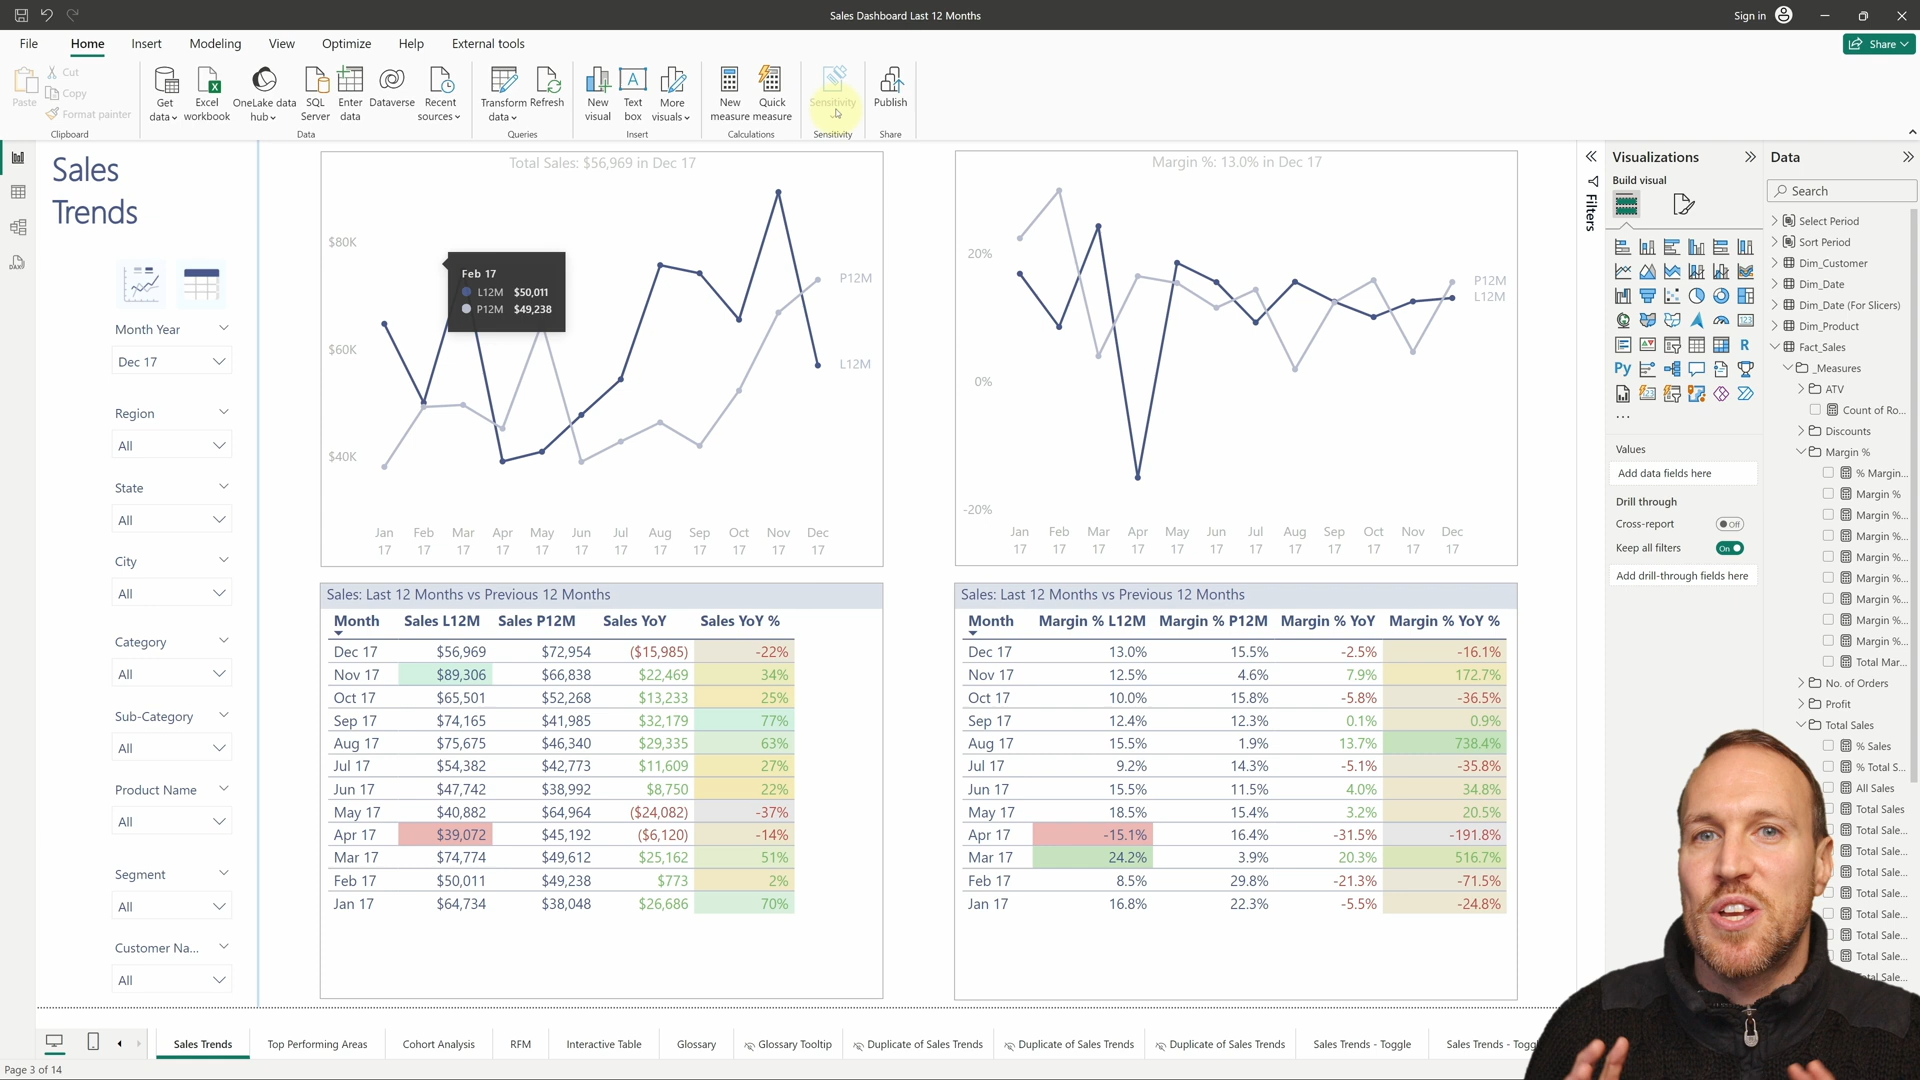 Sales Dashboard Last 12 Months
Sign in
File Home Insert Modeling View Optimize Help External tools
Share
Paste
Cut
Copy
Format painter
Get data
Excel workbook
OneLake data hub
SQL Server
Enter data
Dataverse
Recent sources
Transform data
Refresh
New visual
Text box
More visuals
New measure
Quick measure
Sensitivity
Publish
Clipboard Data Queries Insert Calculations Sensitivity Share
Sales
Trends
Month Year
Dec 17
Region
All
State
All
City
All
Category
All
Sub-Category
All
Product Name
All
Segment
All
Customer Na...
All
Total Sales: $56,969 in Dec 17
$80K
$60K
$40K
Feb 17
L12M $50,011
P12M $49,238
P12M
L12M
Jan Feb Mar Apr May Jun Jul Aug Sep Oct Nov Dec
17 17 17 17 17 17 17 17 17 17 17 17
Margin %: 13.0% in Dec 17
20%
0%
-20%
P12M
L12M
Jan Feb Mar Apr May Jun Jul Aug Sep Oct Nov Dec
17 17 17 17 17 17 17 17 17 17 17 17
Sales: Last 12 Months vs Previous 12 Months
Month Sales L12M Sales P12M Sales YoY Sales YoY %
Dec 17 $56,969 $72,954 ($15,985) -22%
Nov 17 $89,306 $66,838 $22,469 34%
Oct 17 $65,501 $52,268 $13,233 25%
Sep 17 $74,165 $41,985 $32,179 77%
Aug 17 $75,675 $46,340 $29,335 63%
Jul 17 $54,382 $42,773 $11,609 27%
Jun 17 $47,742 $38,992 $8,750 22%
May 17 $40,882 $64,964 ($24,082) -37%
Apr 17 $39,072 $45,192 ($6,120) -14%
Mar 17 $74,774 $49,612 $25,162 51%
Feb 17 $50,011 $49,238 $773 2%
Jan 17 $64,734 $38,048 $26,686 70%
Sales: Last 12 Months vs Previous 12 Months
Month Margin % L12M Margin % P12M Margin % YoY Margin % YoY %
Dec 17 13.0% 15.5% -2.5% -16.1%
Nov 17 12.5% 4.6% 7.9% 172.7%
Oct 17 10.0% 15.8% -5.8% -36.5%
Sep 17 12.4% 12.3% 0.1% 0.9%
Aug 17 15.5% 1.9% 13.7% 738.4%
Jul 17 9.2% 14.3% -5.1% -35.8%
Jun 17 15.5% 11.5% 4.0% 34.8%
May 17 18.5% 15.4% 3.2% 20.5%
Apr 17 -15.1% 16.4% -31.5% -191.8%
Mar 17 24.2% 3.9% 20.3% 516.7%
Feb 17 8.5% 29.8% -21.3% -71.5%
Jan 17 16.8% 22.3% -5.5% -24.8%
Filters
Visualizations
Build visual
R
Py
...
Values
Add data fields here
Drill through
Cross-report Off
Keep all filters On
Add drill-through fields here
Data
Search
Select Period
Sort Period
Dim_Customer
Dim_Date
Dim_Date (For Slicers)
Dim_Product
Fact_Sales
_Measures
ATV
Count of Ro...
Discounts
Margin %
% Margin...
Margin %
Margin %...
Margin %...
Margin %...
Margin %...
Margin %...
Margin %...
Margin %...
Total Mar...
No. of Orders
Profit
Total Sales
% Sales
% Total S...
All Sales
Total Sales
Total Sale...
Total Sale...
Total Sale...
Total Sale...
Total Sale...
Total Sale...
Total Sale...
Sales Trends
Top Performing Areas
Cohort Analysis
RFM
Interactive Table
Glossary
Glossary Tooltip
Duplicate of Sales Trends
Duplicate of Sales Trends
Duplicate of Sales Trends
Sales Trends - Toggle
Sales Trends -
Page 3 of 14